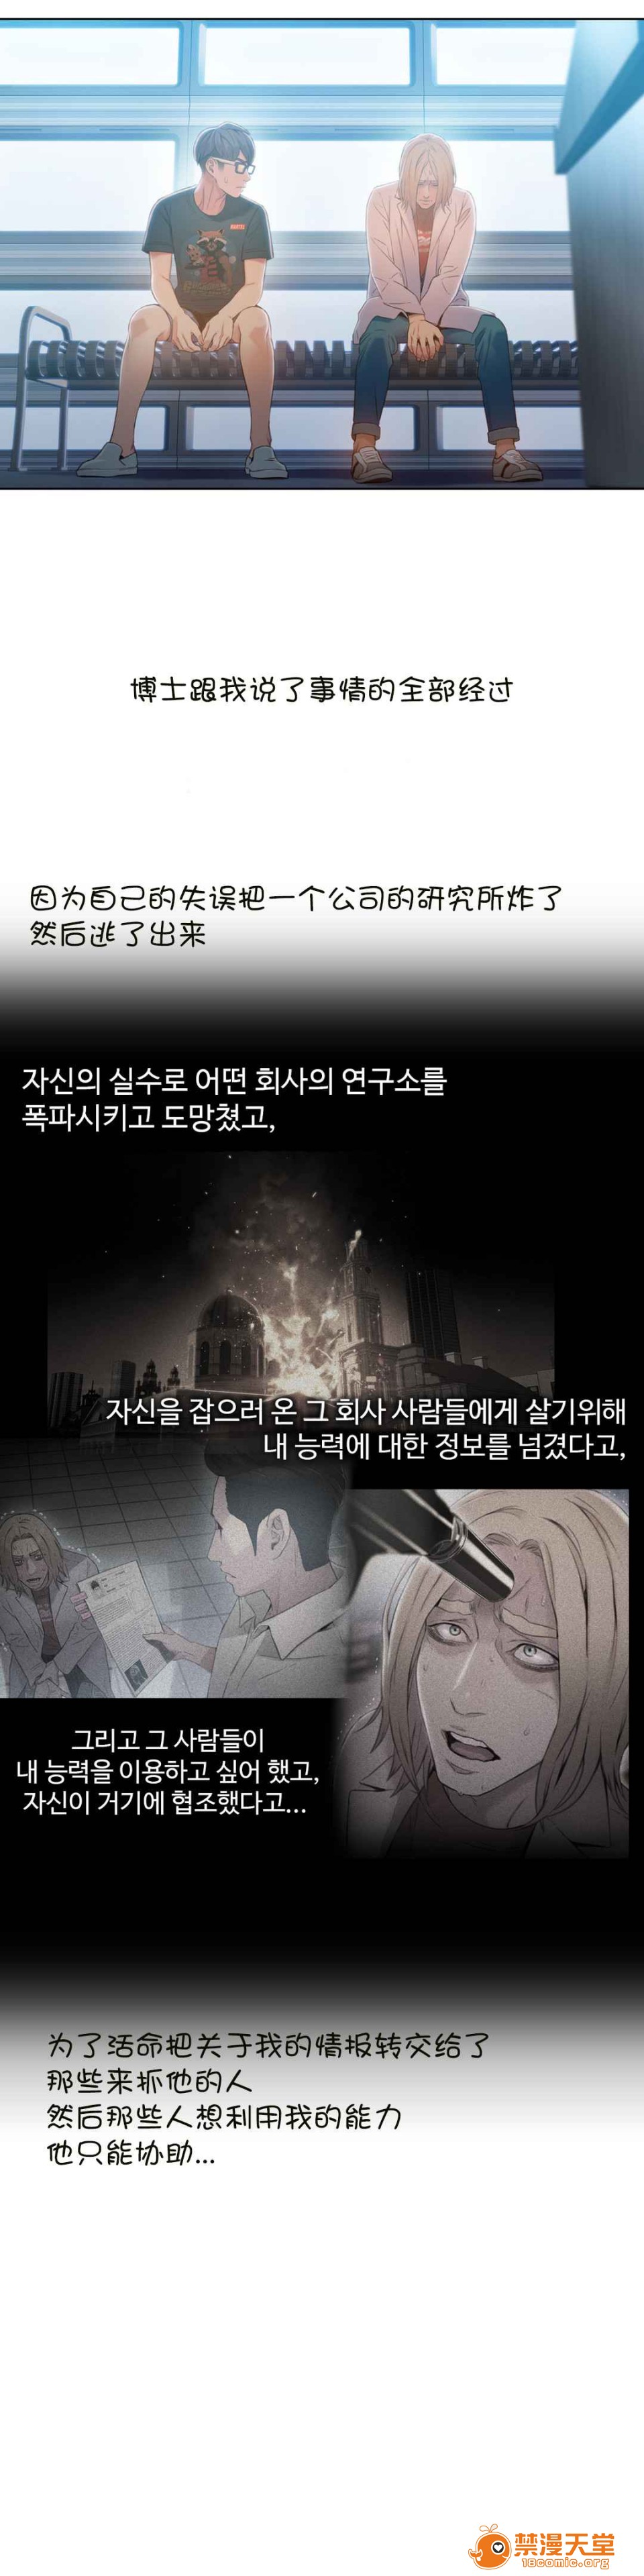 博士跟我说了事情的全部经过
因为自己的失误把一个公司的研究所炸了
然后逃了出来
자신의 실수로 어떤 회사의 연구소를
폭파시키고 도망쳤고,
자신을 잡으러 온 그 회사 사람들에게 살기위해
내 능력에 대한 정보를 넘겼다고,
그리고 그 사람들이
내 능력을 이용하고 싶어 했고,
자신이 거기에 협조했다고...
为了活命把关于我的情报转交给了
那些来抓他的人
然后那些人想利用我的能力
他只能协助...
禁漫天堂
18comic.org